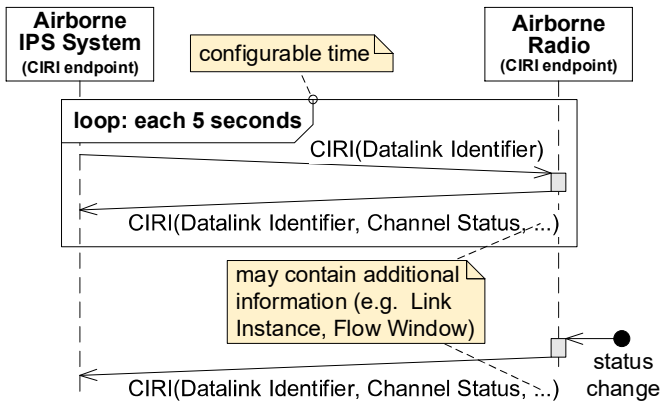 Airborne
IPS System
(CIRI endpoint)
configurable time
Airborne
Radio
(CIRI endpoint)
loop: each 5 seconds
CIRI(Datalink Identifier)
CIRI(Datalink Identifier, Channel Status, ...)
may contain additional
information (e.g. Link
Instance, Flow Window)
status
change
CIRI(Datalink Identifier, Channel Status, ...)